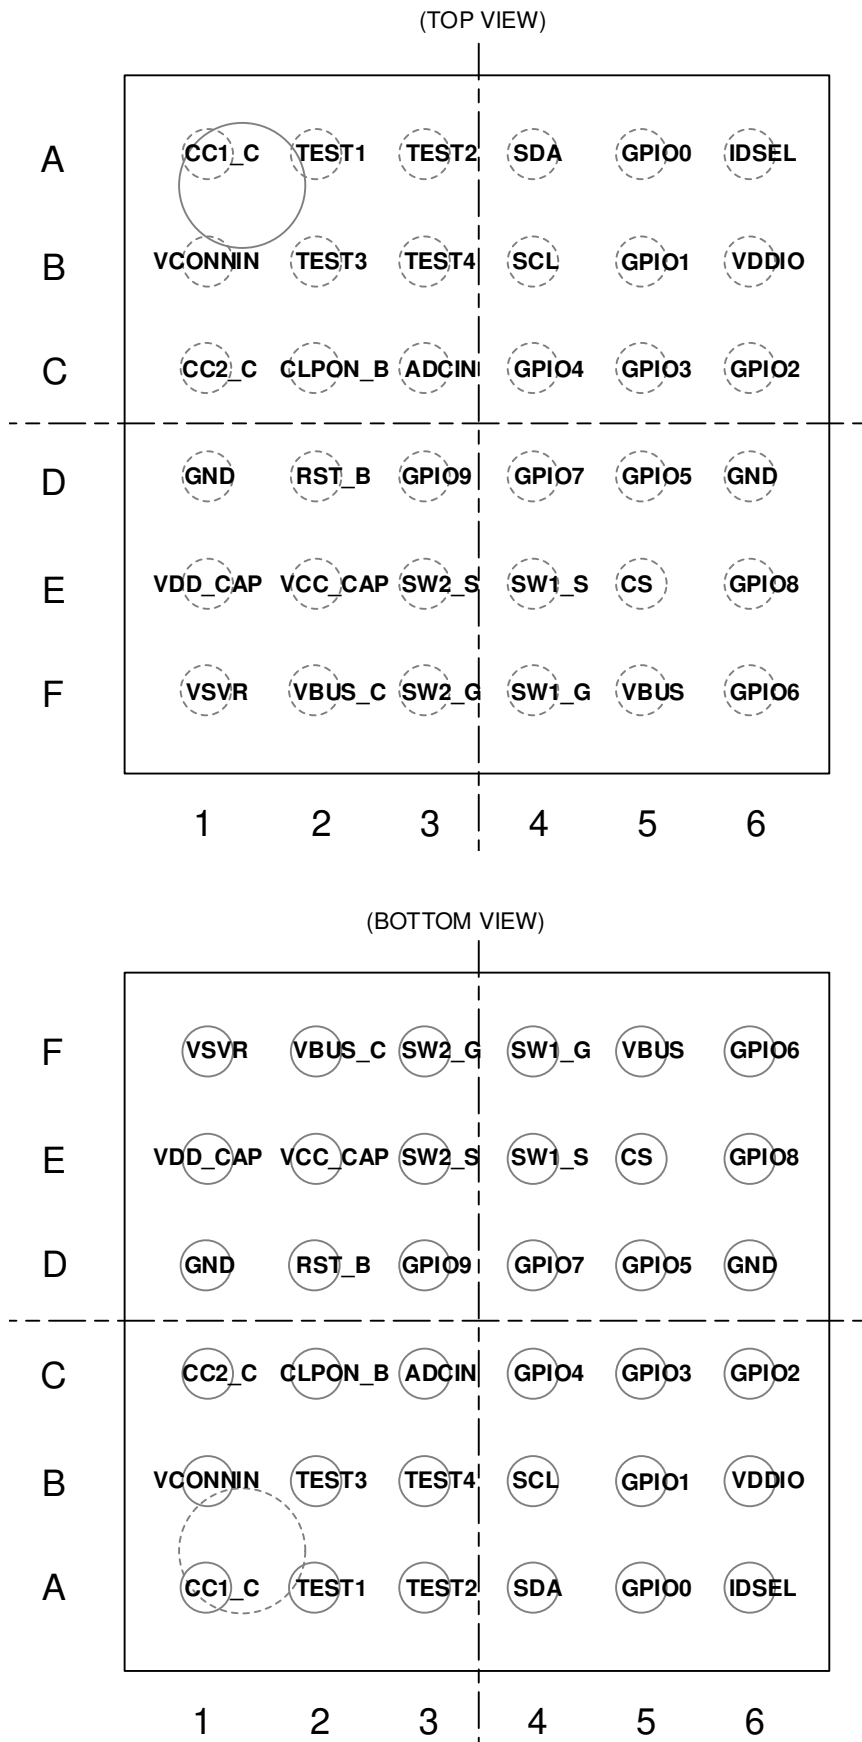 (TOP VIEW)
A CC1_C TEST1 TEST2 SDA GPIO0 IDSEL
B VCONNIN TEST3 TEST4 SCL GPIO1 VDDIO
C CC2_C CLPON_B ADCIN GPIO4 GPIO3 GPIO2
D GND RST_B GPIO9 GPIO7 GPIO5 GND
E VDD_CAP VCC_CAP SW2_S SW1_S CS GPIO8
F VSVR VBUS_C SW2_G SW1_G VBUS GPIO6
1 2 3 4 5 6
(BOTTOM VIEW)
F VSVR VBUS_C SW2_G SW1_G VBUS GPIO6
E VDD_CAP VCC_CAP SW2_S SW1_S CS GPIO8
D GND RST_B GPIO9 GPIO7 GPIO5 GND
C CC2_C CLPON_B ADCIN GPIO4 GPIO3 GPIO2
B VCONNIN TEST3 TEST4 SCL GPIO1 VDDIO
A CC1_C TEST1 TEST2 SDA GPIO0 IDSEL
1 2 3 4 5 6